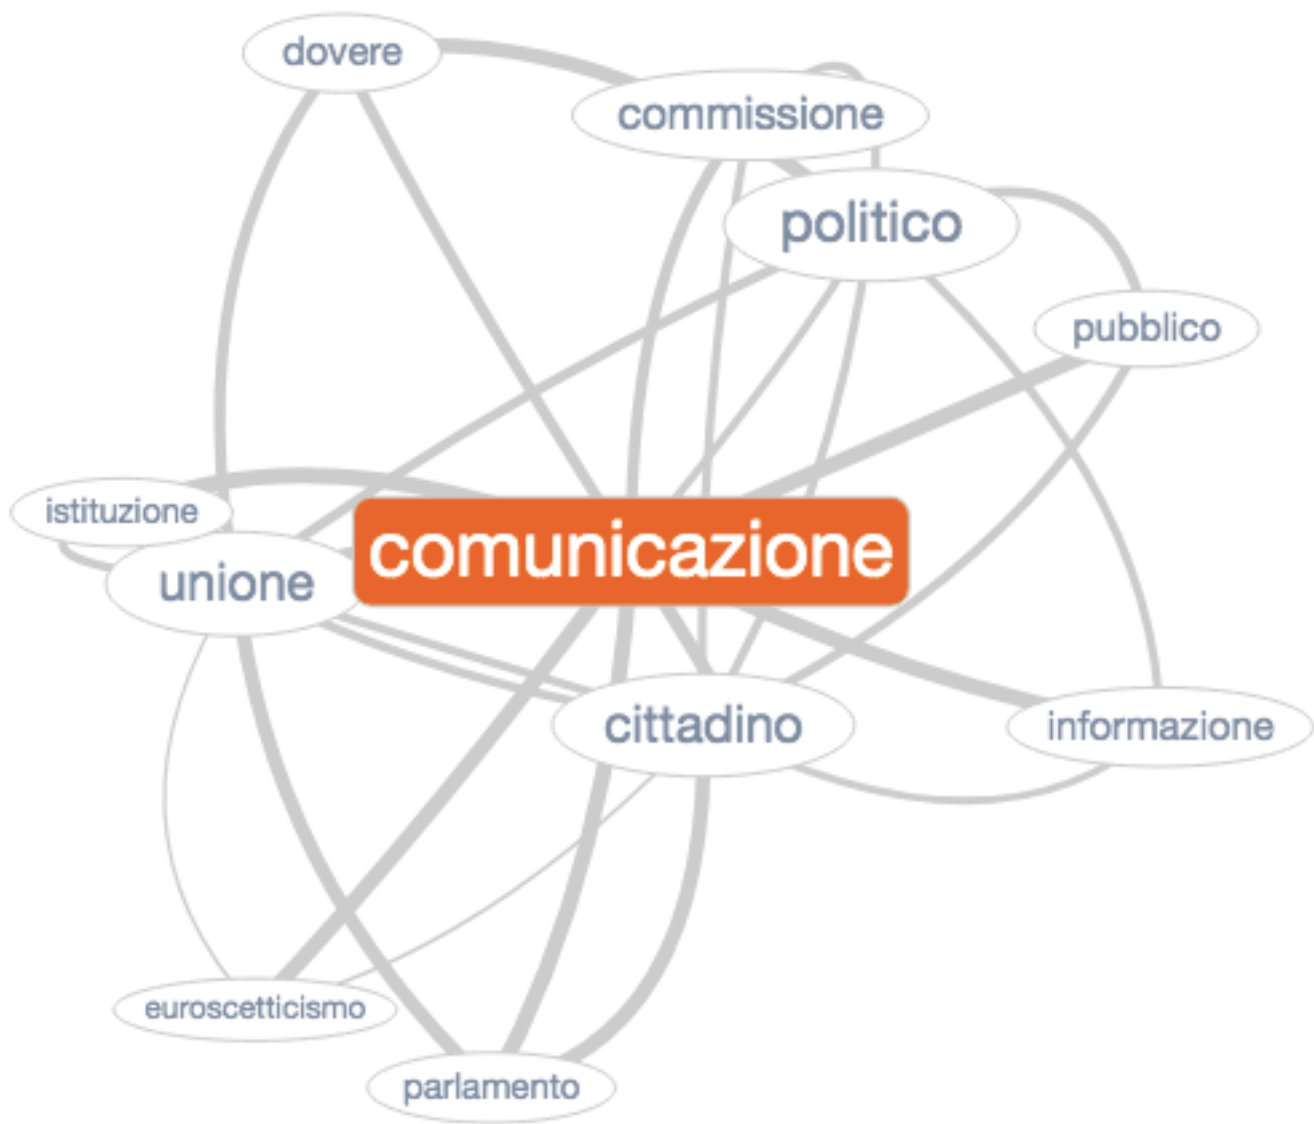 dovere
commissione
politico
pubblico
istituzione
comunicazione
unione
cittadino
informazione
euroscetticismo
parlamento